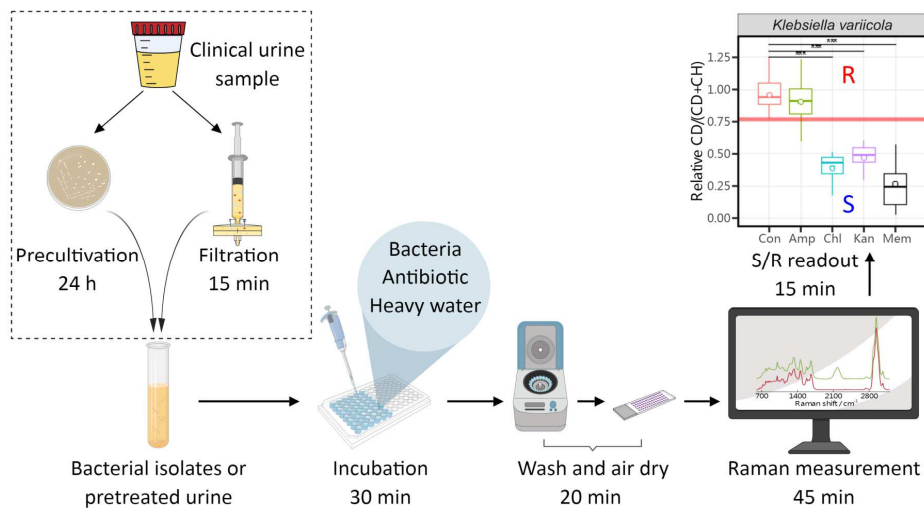 Clinical urine
sample
Precultivation
24 h
Filtration
15 min
Bacterial isolates or
pretreated urine
Bacteria
Antibiotic
Heavy water
Incubation
30 min
Wash and air dry
20 min
700 1400 2100 2800
Raman shift / cm⁻¹
Raman measurement
45 min
Klebsiella variicola
***
***
***
Relative CD/(CD+CH)
1.25
1.00
0.75
0.50
0.25
0.00
R
S
Con Amp Chl Kan Mem
S/R readout
15 min